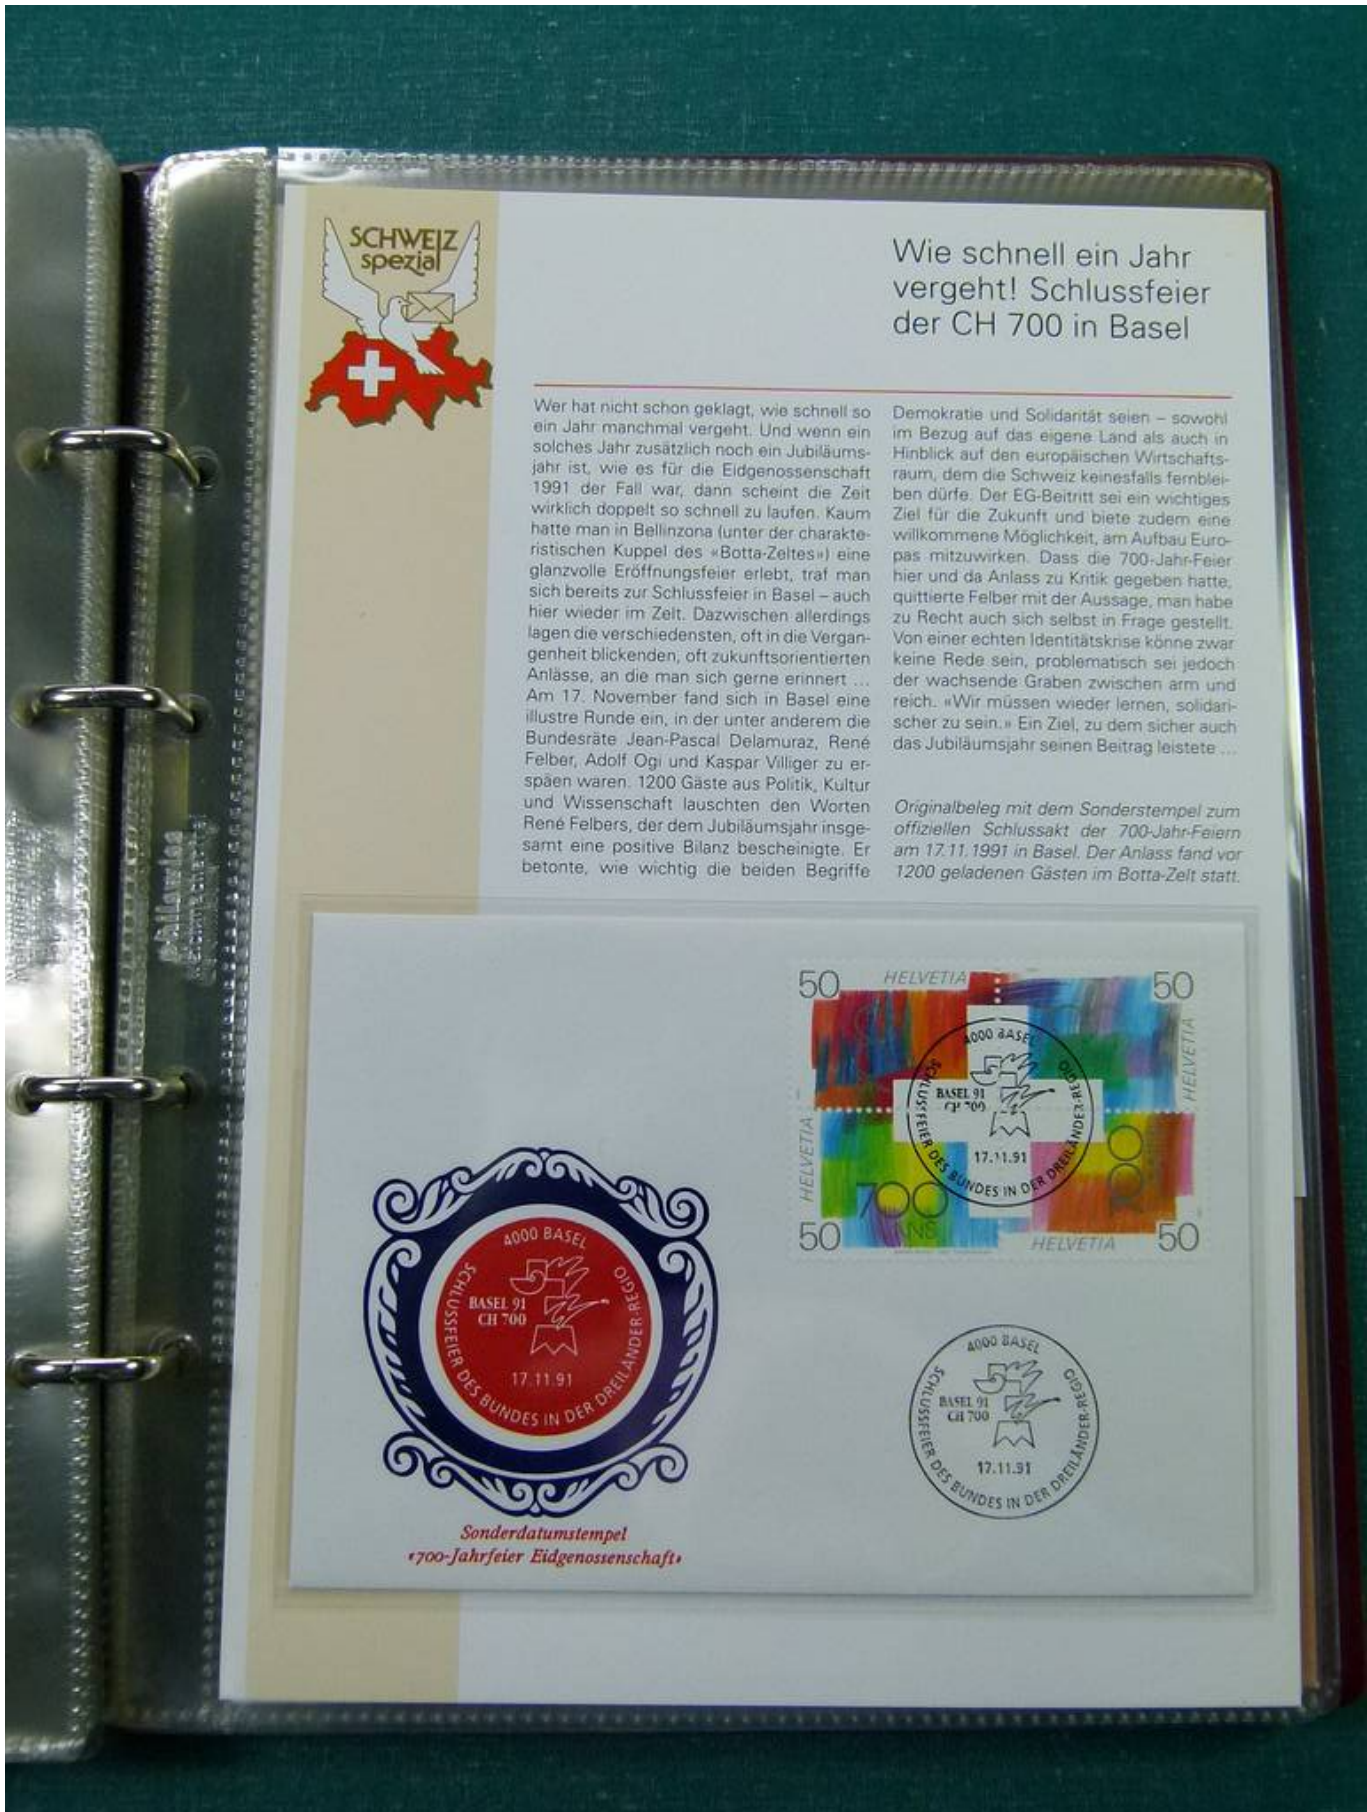 SCHWEIZ
spezial
Wie schnell ein Jahr
vergeht! Schlussfeier
der CH 700 in Basel
Wer hat nicht schon geklagt, wie schnell so
ein Jahr manchmal vergeht. Und wenn ein
solches Jahr zusätzlich noch ein Jubiläums-
jahr ist, wie es für die Eidgenossenschaft
1991 der Fall war, dann scheint die Zeit
wirklich doppelt so schnell zu laufen. Kaum
hatte man in Bellinzona (unter der charakte-
ristischen Kuppel des «Botta-Zeltes») eine
glanzvolle Eröffnungsfeier erlebt, traf man
sich bereits zur Schlussfeier in Basel – auch
hier wieder im Zelt. Dazwischen allerdings
lagen die verschiedensten, oft in die Vergan-
genheit blickenden, oft zukunftsorientierten
Anlässe, an die man sich gerne erinnert ...
Am 17. November fand sich in Basel eine
illustre Runde ein, in der unter anderem die
Bundesräte Jean-Pascal Delamuraz, René
Felber, Adolf Ogi und Kaspar Villiger zu er-
späen waren. 1200 Gäste aus Politik, Kultur
und Wissenschaft lauschten den Worten
René Felbers, der dem Jubiläumsjahr insge-
samt eine positive Bilanz bescheinigte. Er
betonte, wie wichtig die beiden Begriffe
Demokratie und Solidarität seien – sowohl
im Bezug auf das eigene Land als auch in
Hinblick auf den europäischen Wirtschafts-
raum, dem die Schweiz keinesfalls fernblei-
ben dürfe. Der EG-Beitritt sei ein wichtiges
Ziel für die Zukunft und biete zudem eine
willkommene Möglichkeit, am Aufbau Euro-
pas mitzuwirken. Dass die 700-Jahr-Feier
hier und da Anlass zu Kritik gegeben hatte,
quittierte Felber mit der Aussage, man habe
zu Recht auch sich selbst in Frage gestellt.
Von einer echten Identitätskrise könne zwar
keine Rede sein, problematisch sei jedoch
der wachsende Graben zwischen arm und
reich. «Wir müssen wieder lernen, solidari-
scher zu sein.» Ein Ziel, zu dem sicher auch
das Jubiläumsjahr seinen Beitrag leistete ...
Originalbeleg mit dem Sonderstempel zum
offiziellen Schlussakt der 700-Jahr-Feiern
am 17.11.1991 in Basel. Der Anlass fand vor
1200 geladenen Gästen im Botta-Zelt statt.
50 HELVETIA 50
HELVETIA
4000 BASEL
BASEL 91
CH 700
17.11.91
SCHLUSSFEIER DES BUNDES IN DER DREILÄNDER-REGIO
HELVETIA
700
ANS
700
50 HELVETIA 50
4000 BASEL
BASEL 91
CH 700
17.11.91
SCHLUSSFEIER DES BUNDES IN DER DREILÄNDER-REGIO
4000 BASEL
BASEL 91
CH 700
17.11.91
SCHLUSSFEIER DES BUNDES IN DER DREILÄNDER-REGIO
Sonderdatumstempel
«700-Jahrfeier Eidgenossenschaft»